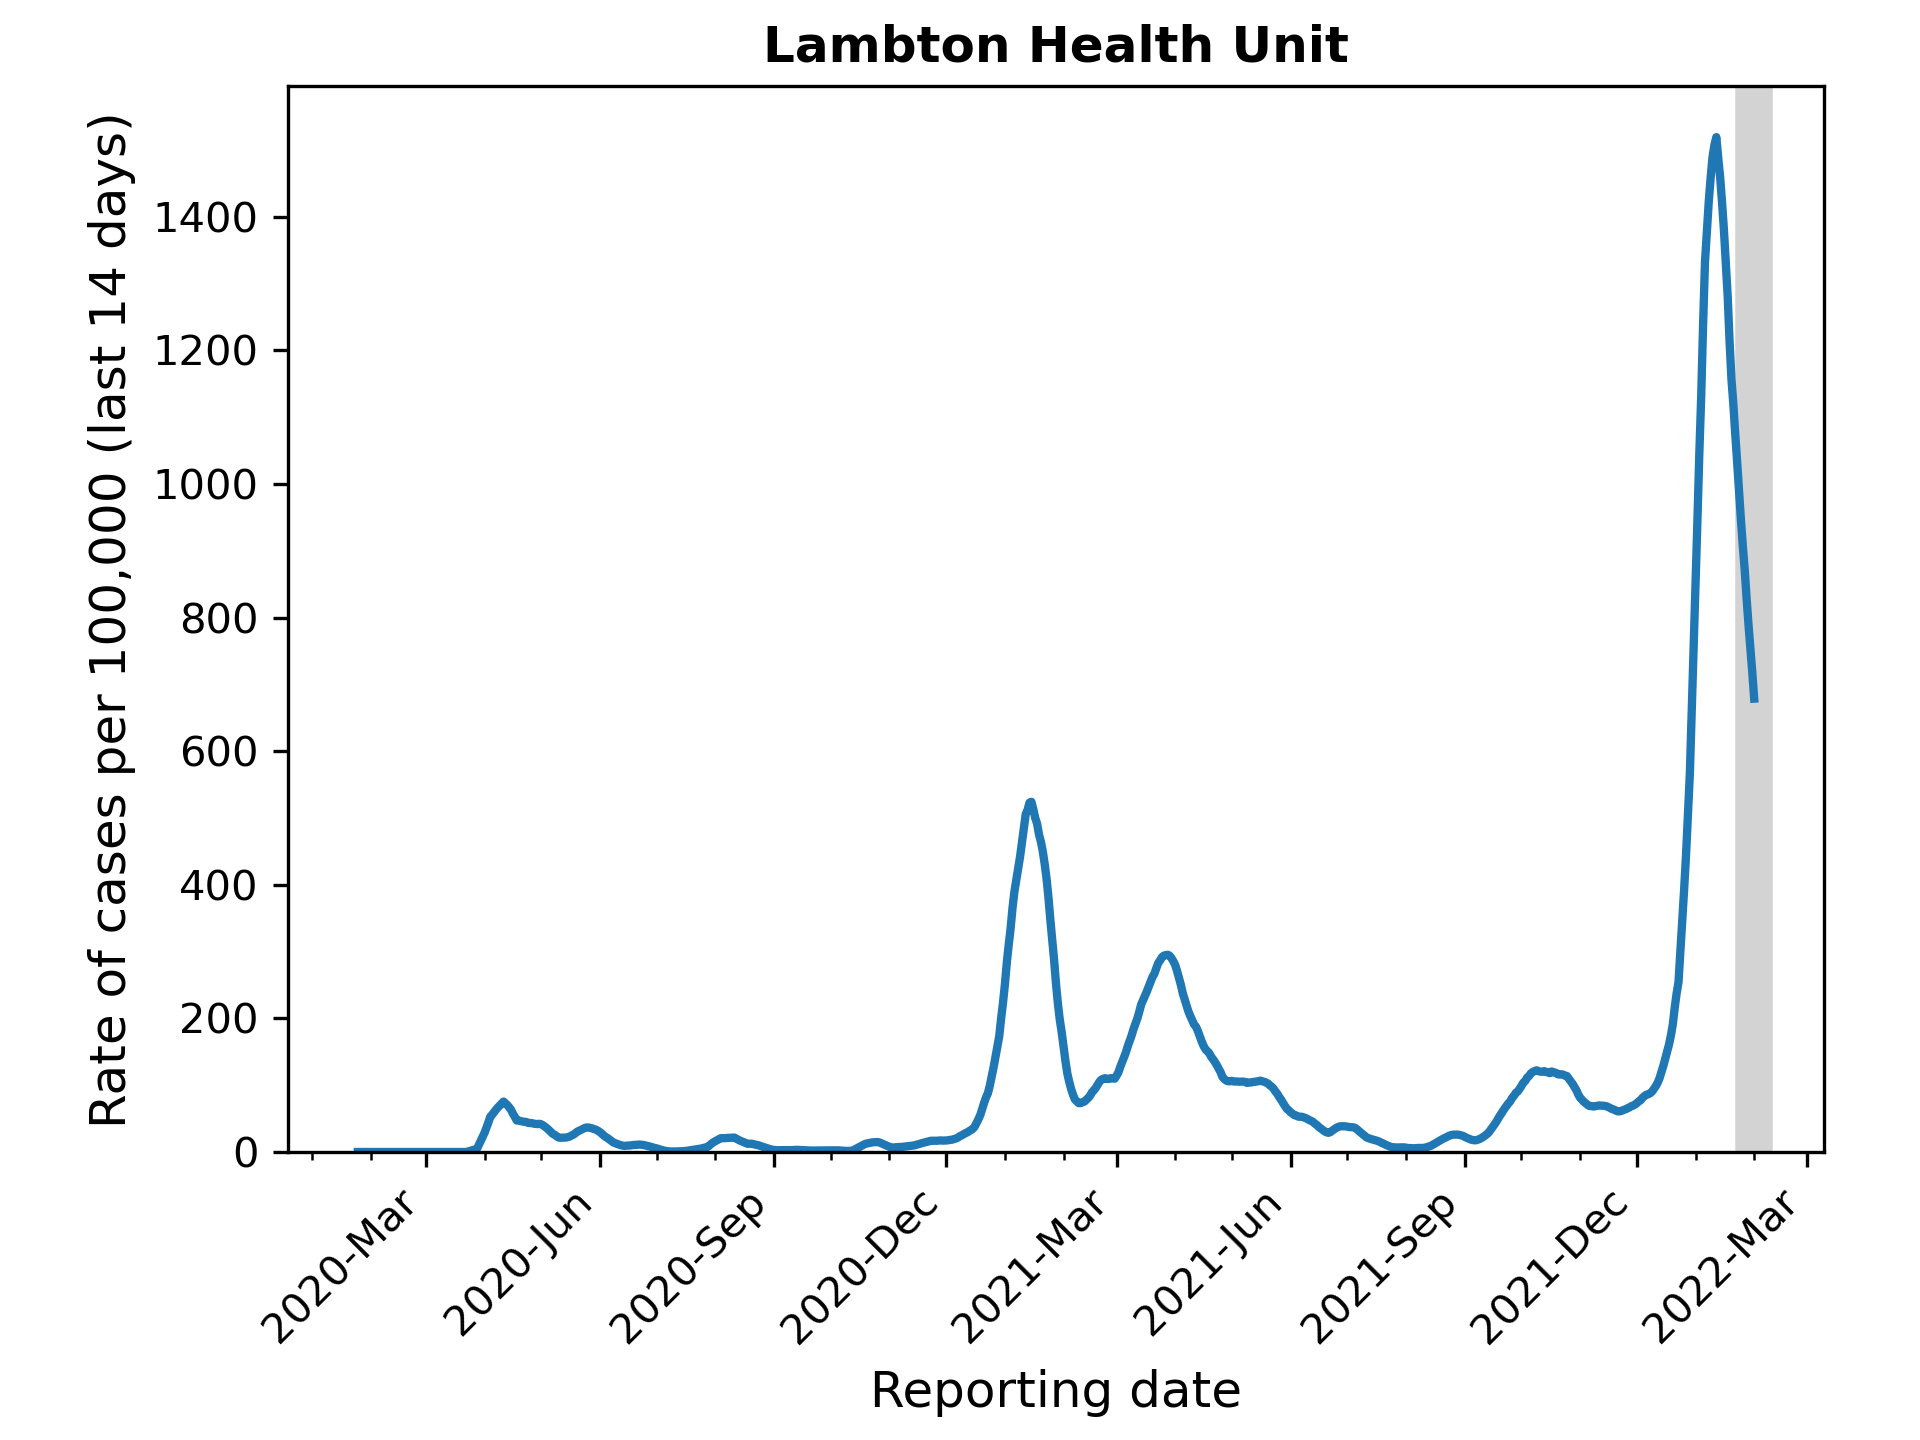 Lambton Health Unit
Rate of cases per 100,000 (last 14 days)
1400
1200
1000
800
600
400
200
0
2020-Mar
2020-Jun
2020-Sep
2020-Dec
2021-Mar
2021-Jun
2021-Sep
2021-Dec
2022-Mar
Reporting date